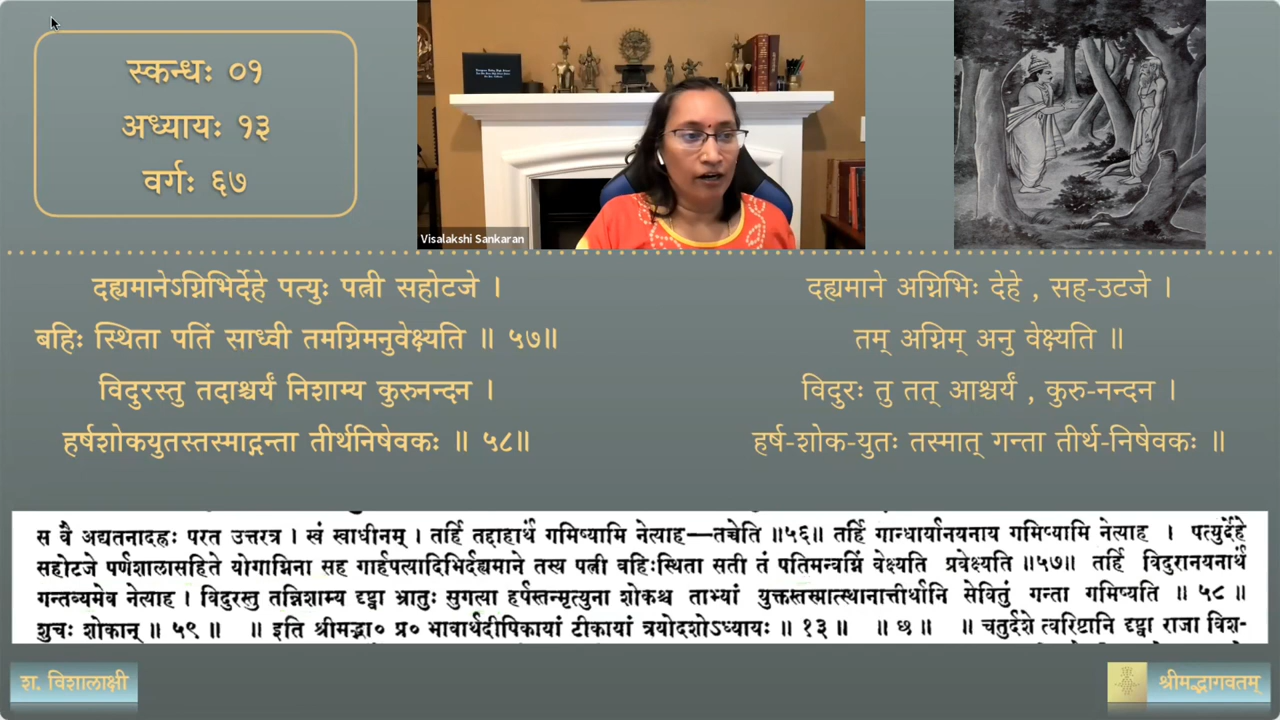 स्कन्धः ०१
अध्यायः १३
वर्गः ६७
Visalakshi Sankaran
दह्यमानेऽग्निभिर्देहे पत्युः पत्नी सहोटजे ।
बहिः स्थिता पतिं साध्वी तमग्निमनुवेक्ष्यति ॥ ५७॥
विदुरस्तु तदाश्चर्यं निशाम्य कुरुनन्दन ।
हर्षशोकयुतस्तस्माद्गन्ता तीर्थनिषेवकः ॥ ५८॥
दह्यमाने अग्निभिः देहे , सह-उटजे ।
तम् अग्निम् अनु वेक्ष्यति ॥
विदुरः तु तत् आश्चर्यं , कुरु-नन्दन ।
हर्ष-शोक-युतः तस्मात् गन्ता तीर्थ-निषेवकः ॥
स वै अद्यतनादह्नः परत उत्तरत्र । स्वं स्वाधीनम् । तर्हि तद्दाहार्थं गमिष्यामि नेत्याह—तच्चेति ॥५६॥ तर्हि गान्धार्यानयनाय गमिष्यामि नेत्याह । पत्युर्देहे
सहोटजे पर्णशालासहिते योगाग्निना सह गार्हपत्यादिभिर्दह्यमाने तस्य पत्नी बहिःस्थिता सती तं पतिमन्वग्निं वेक्ष्यति प्रवेक्ष्यति ॥५७॥ तर्हि विदुरानयनार्थं
गन्तव्यमेव नेत्याह । विदुरस्तु तन्निशाम्य दृष्ट्वा भ्रातुः सुगत्या हर्षस्तन्मृत्युना शोकश्च ताभ्यां युक्तस्तस्मात्स्थानात्तीर्थानि सेवितुं गन्ता गमिष्यति ॥ ५८ ॥
शुचः शोकान् ॥ ५९ ॥ ॥ इति श्रीमद्भा० प्र० भावार्थदीपिकायां टीकायां त्रयोदशोऽध्यायः ॥ १३ ॥ ॥ छ ॥ ॥ चतुर्दशे त्वरिष्टानि दृष्ट्वा राजा विश-
श. विशालाक्षी
श्रीमद्भागवतम्